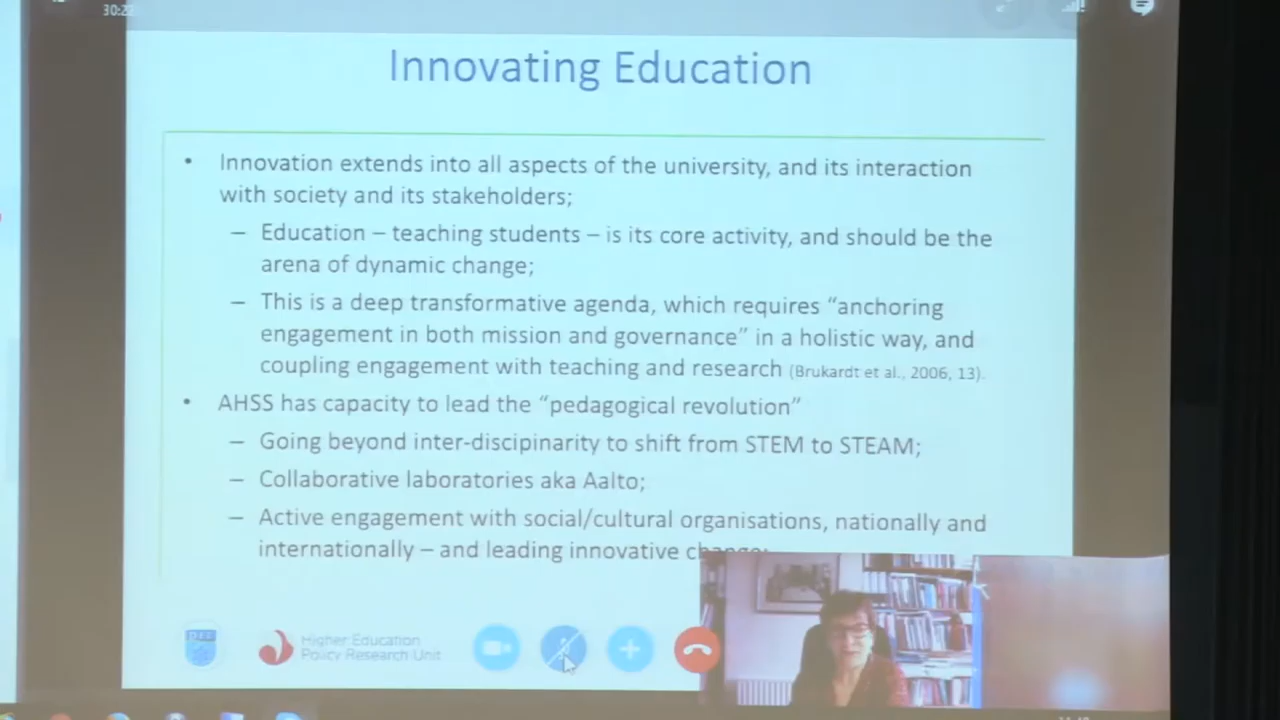 Innovating Education
• Innovation extends into all aspects of the university, and its interaction
with society and its stakeholders;
– Education – teaching students – is its core activity, and should be the
arena of dynamic change;
– This is a deep transformative agenda, which requires “anchoring
engagement in both mission and governance” in a holistic way, and
coupling engagement with teaching and research (Brukardt et al., 2006, 13).
• AHSS has capacity to lead the “pedagogical revolution”
– Going beyond inter-discipinarity to shift from STEM to STEAM;
– Collaborative laboratories aka Aalto;
– Active engagement with social/cultural organisations, nationally and
internationally – and leading innovative change;
Higher Education
Policy Research Unit